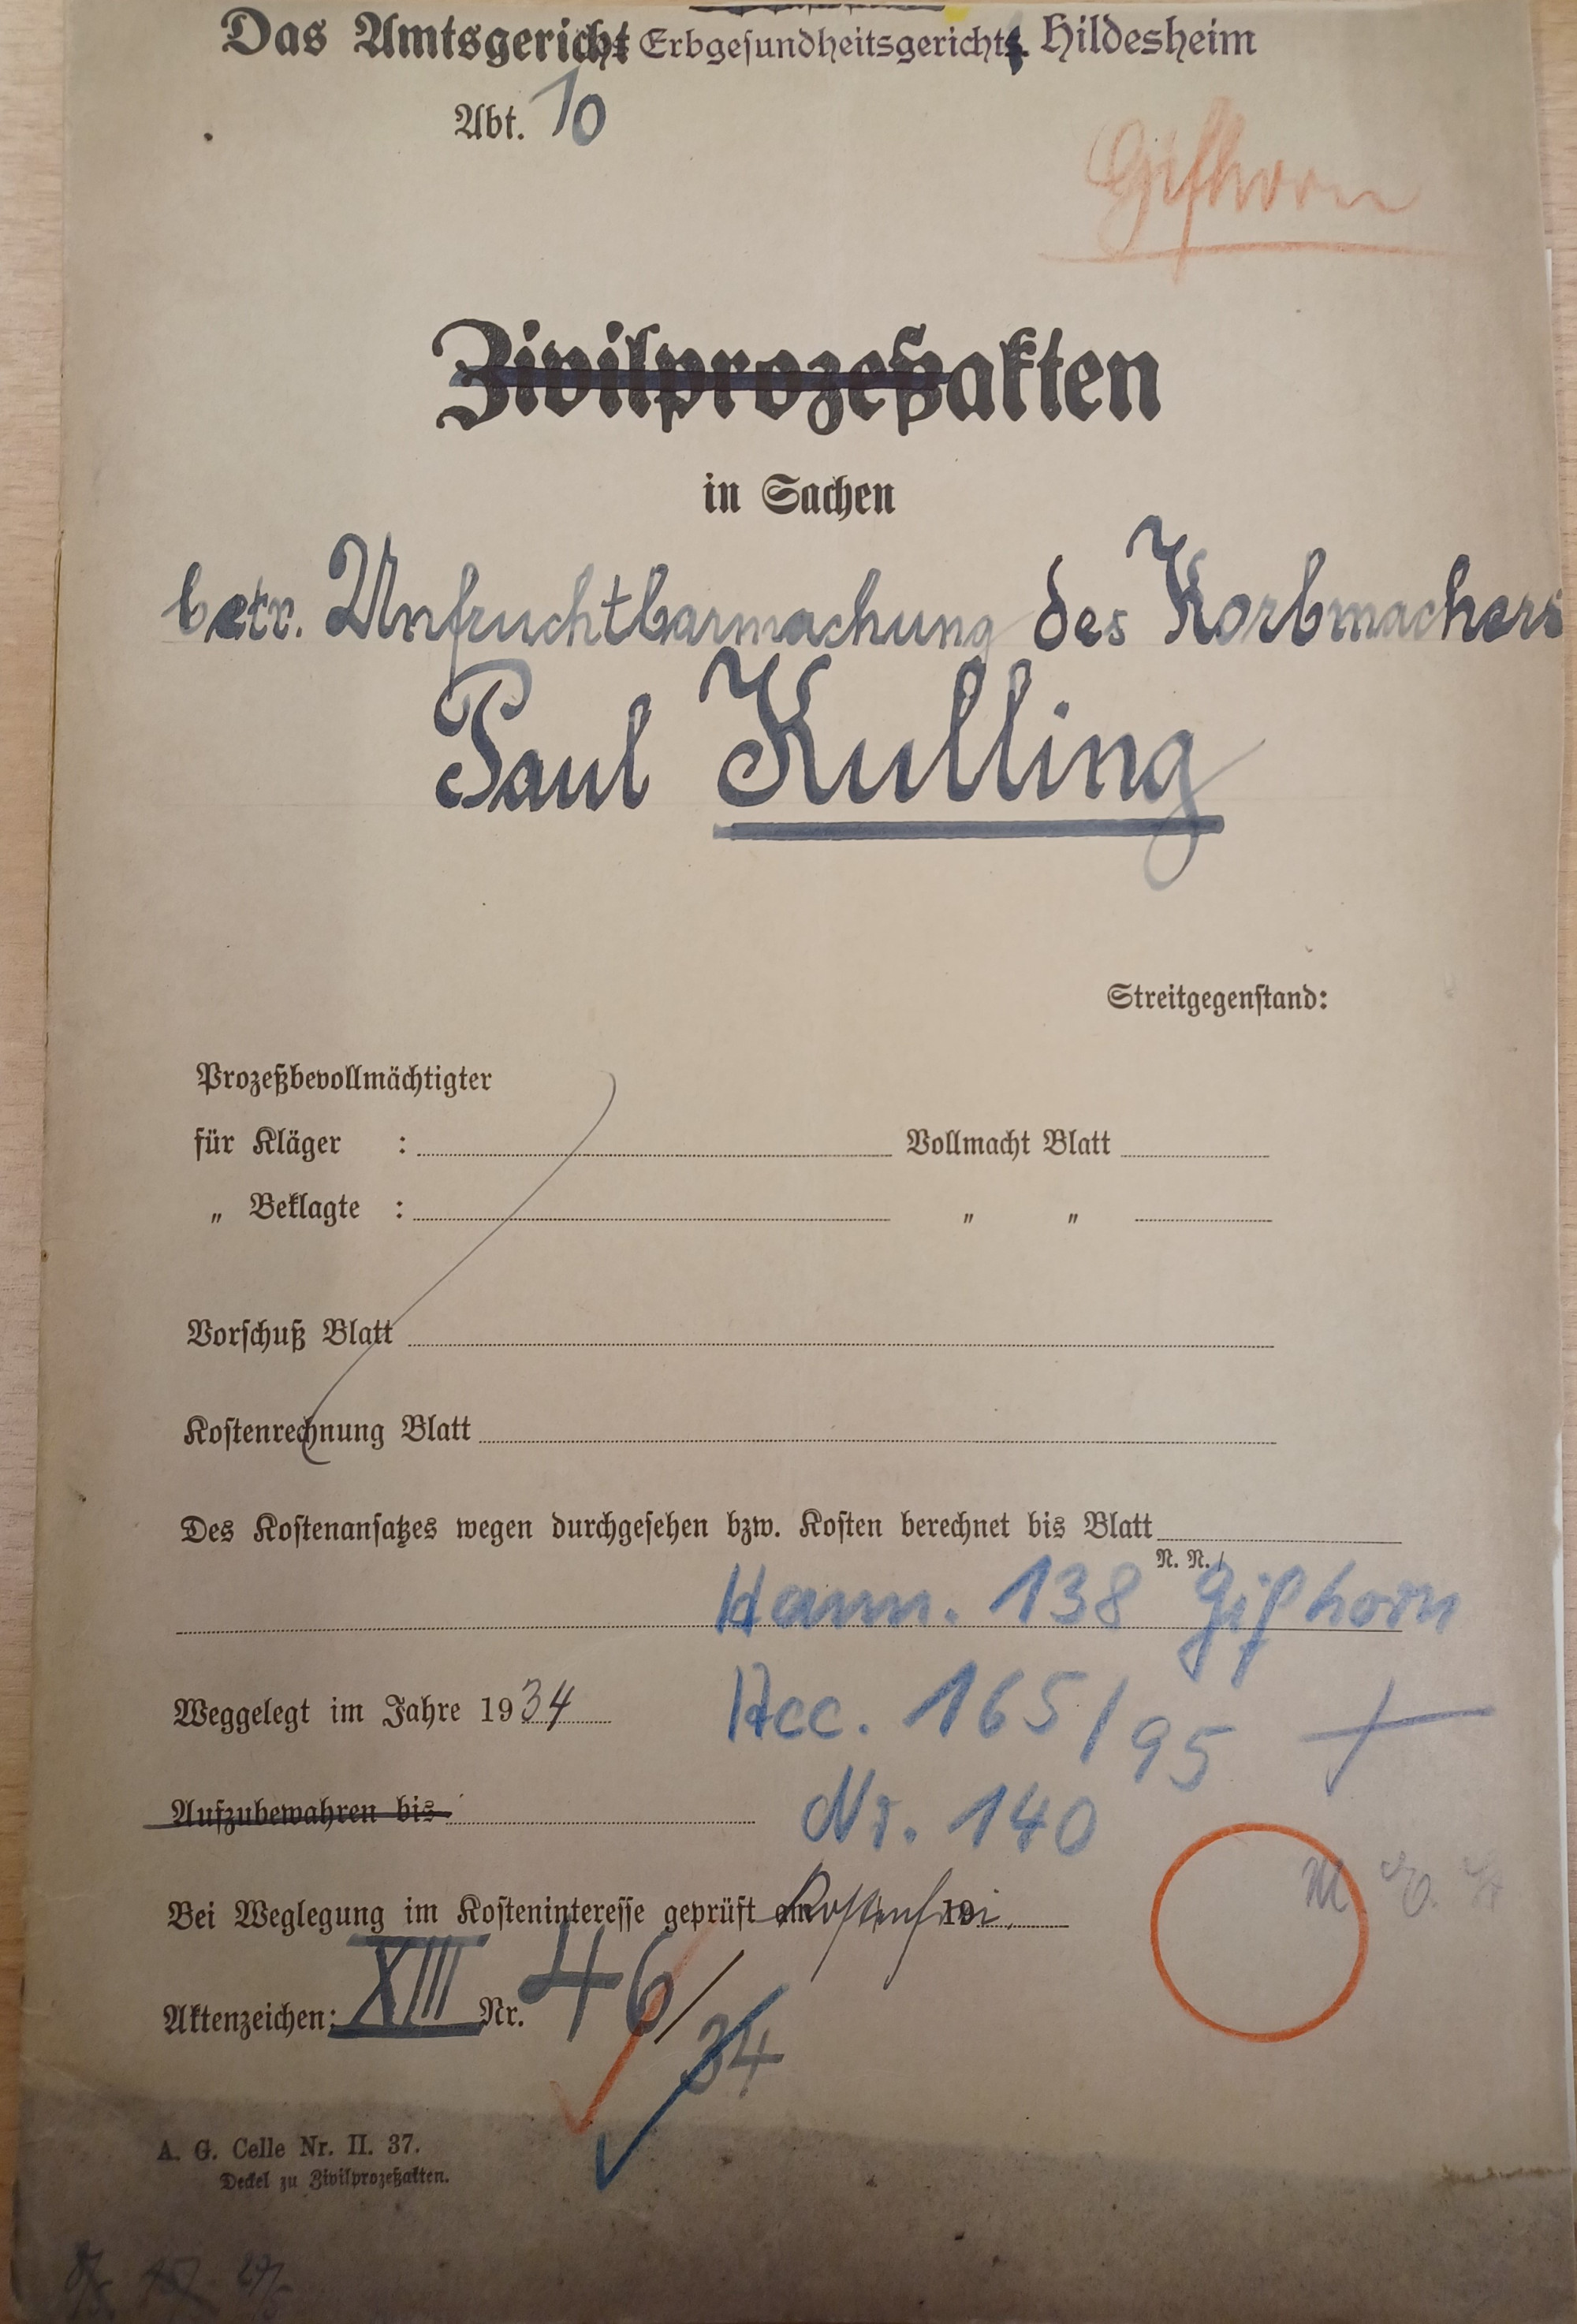 Das Amtsgericht Erbgesundheitsgericht. Hildesheim
Abt. 10
Gifhorn
Zivilprozeßakten
in Sachen
betr. Unfruchtbarmachung des Korbmachers
Paul Kulling
Streitgegenstand:
Prozeßbevollmächtigter
für Kläger : Vollmacht Blatt
„ Beklagte : „ „
Vorschuß Blatt
Kostenrechnung Blatt
Des Kostenansatzes wegen durchgesehen bzw. Kosten berechnet bis Blatt
N. N.
Hann. 138 Gifhorn
Weggelegt im Jahre 1934
Acc. 165/95 +
Aufzubewahren bis
Nr. 140
Bei Weglegung im Kosteninteresse geprüft am Kostenfrei 19
Aktenzeichen: XIII Nr. 46/34
A. G. Celle Nr. II. 37.
Deckel zu Zivilprozeßakten.